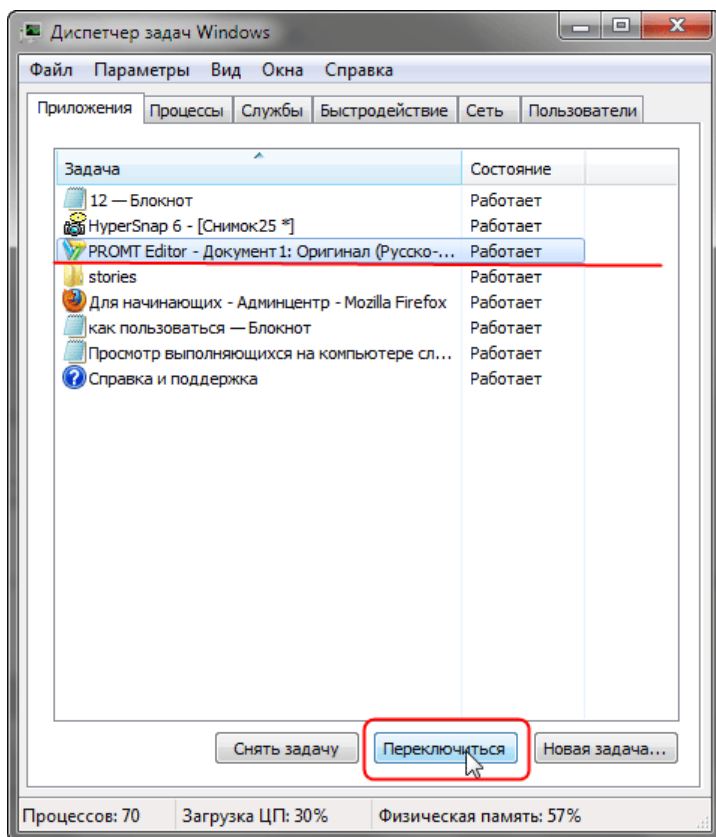 Диспетчер задач Windows
Файл Параметры Вид Окна Справка
Приложения Процессы Службы Быстродействие Сеть Пользователи
Задача Состояние
12 — Блокнот Работает
HyperSnap 6 - [Снимок25 *] Работает
PROMT Editor - Документ1: Оригинал (Русско-... Работает
stories Работает
Для начинающих - Админцентр - Mozilla Firefox Работает
как пользоваться — Блокнот Работает
Просмотр выполняющихся на компьютере сл... Работает
Справка и поддержка Работает
Снять задачу Переключиться Новая задача...
Процессов: 70 Загрузка ЦП: 30% Физическая память: 57%